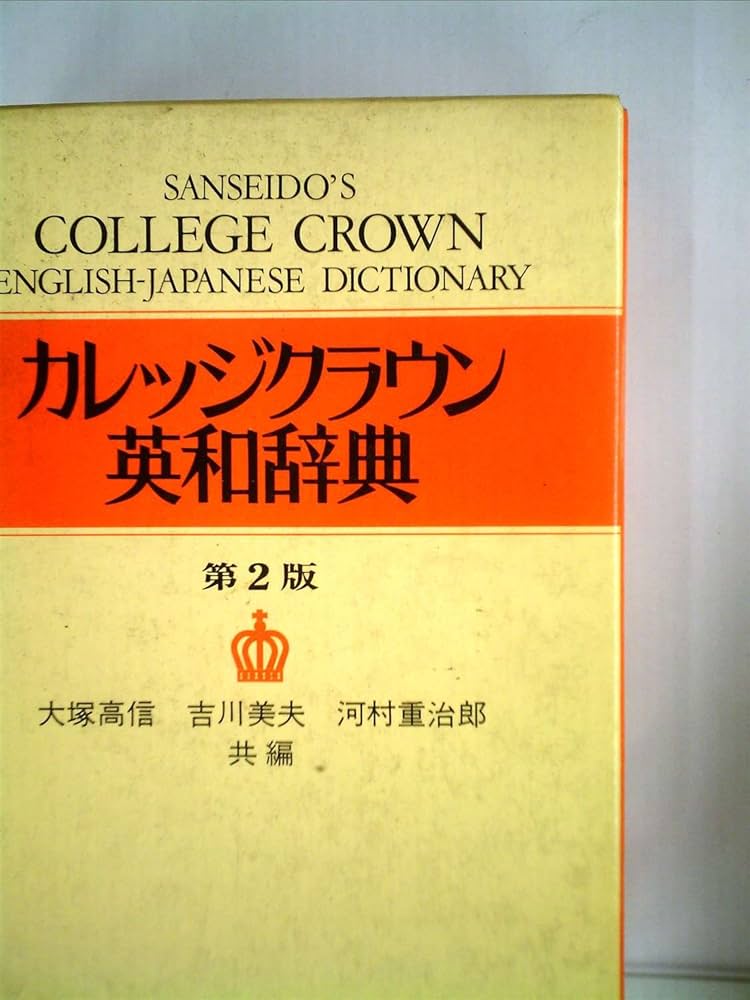 SANSEIDO'S
COLLEGE CROWN
ENGLISH-JAPANESE DICTIONARY
カレッジクラウン
英和辞典
第2版
大塚高信 吉川美夫 河村重治郎
共編